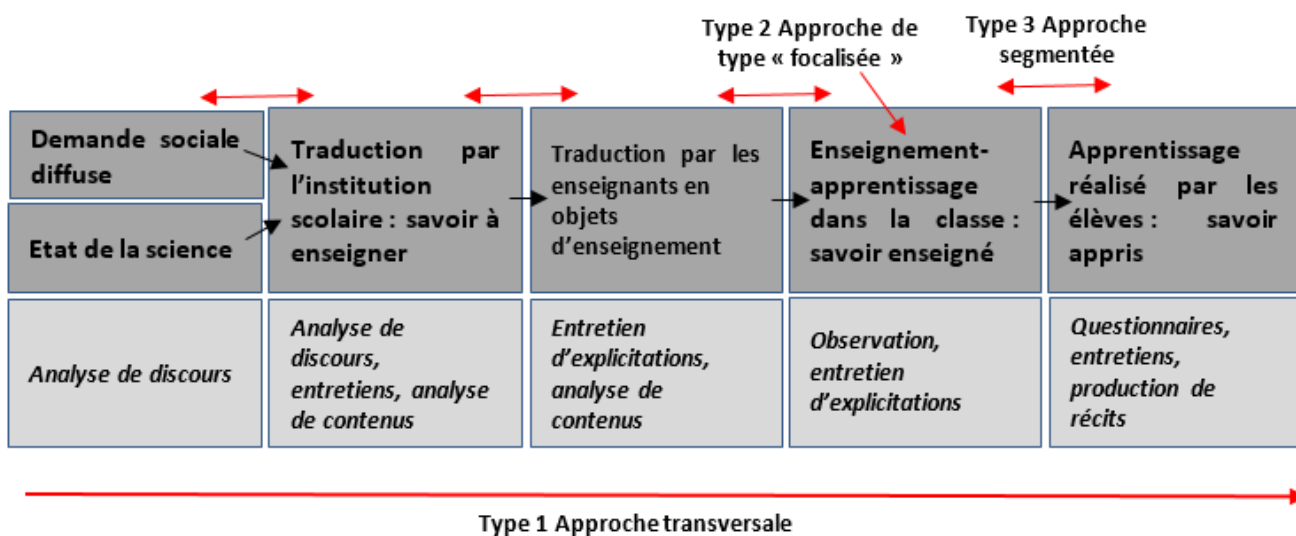 Type 2 Approche de
type « focalisée »
Type 3 Approche
segmentée
Demande sociale
diffuse
Etat de la science
Traduction par
l’institution
scolaire : savoir à
enseigner
Traduction par les
enseignants en
objets
d’enseignement
Enseignement-
apprentissage
dans la classe :
savoir enseigné
Apprentissage
réalisé par les
élèves : savoir
appris
Analyse de discours
Analyse de
discours,
entretiens, analyse
de contenus
Entretien
d’explicitations,
analyse de
contenus
Observation,
entretien
d’explicitations
Questionnaires,
entretiens,
production de
récits
Type 1 Approche transversale